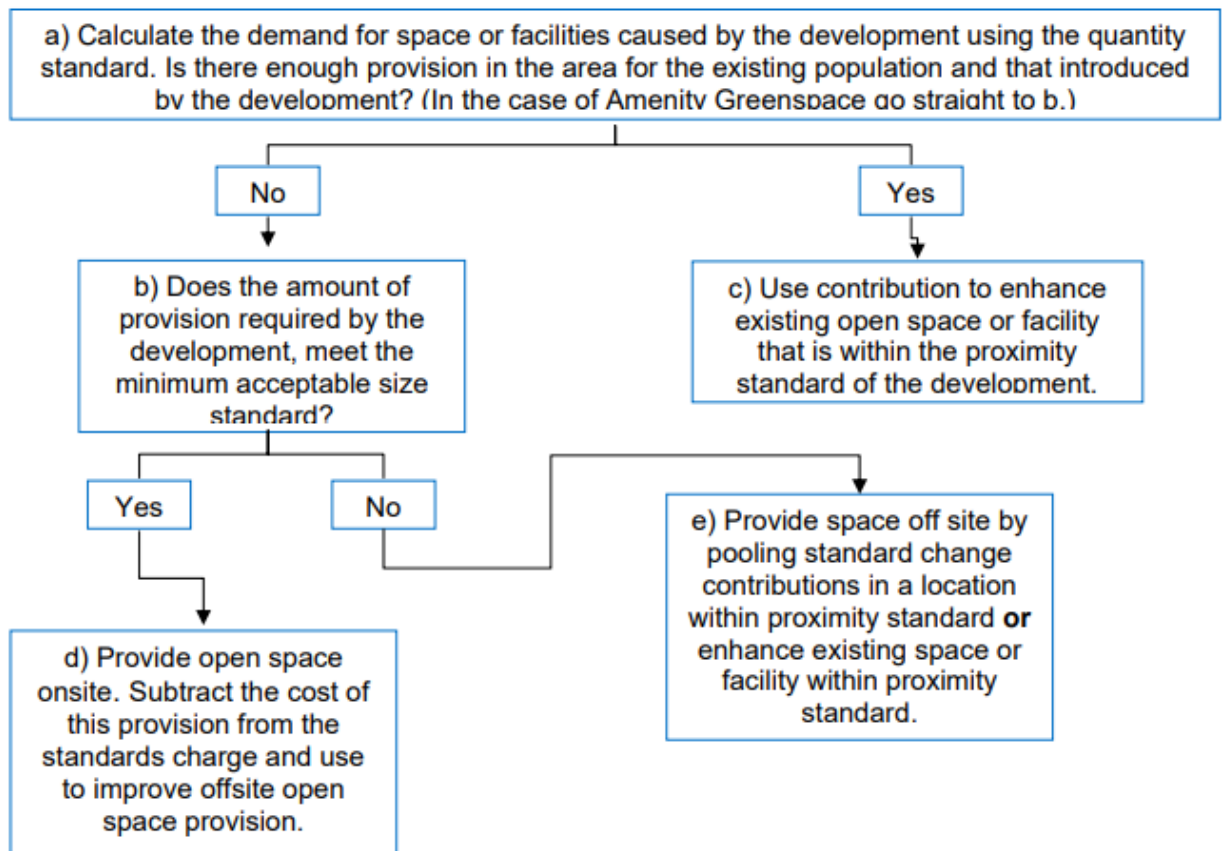 a) Calculate the demand for space or facilities caused by the development using the quantity
standard. Is there enough provision in the area for the existing population and that introduced
by the development? (In the case of Amenity Greenspace go straight to b.)
No
Yes
b) Does the amount of
provision required by the
development, meet the
minimum acceptable size
standard?
c) Use contribution to enhance
existing open space or facility
that is within the proximity
standard of the development.
Yes
No
e) Provide space off site by
pooling standard change
contributions in a location
within proximity standard or
enhance existing space or
facility within proximity
standard.
d) Provide open space
onsite. Subtract the cost of
this provision from the
standards charge and use
to improve offsite open
space provision.